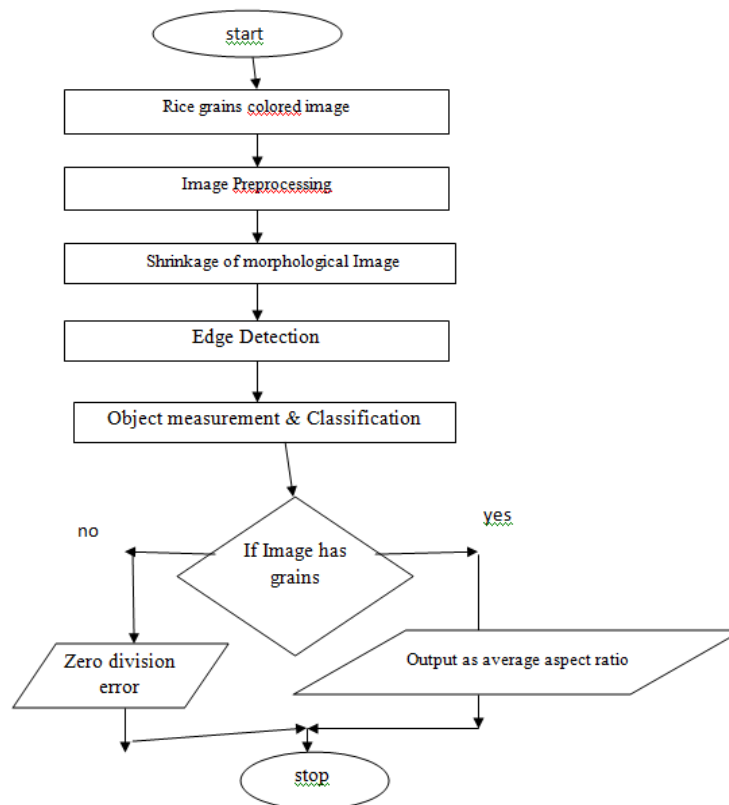 start
Rice grains colored image
Image Preprocessing
Shrinkage of morphological Image
Edge Detection
Object measurement & Classification
no
yes
If Image has
grains
Zero division
error
Output as average aspect ratio
stop